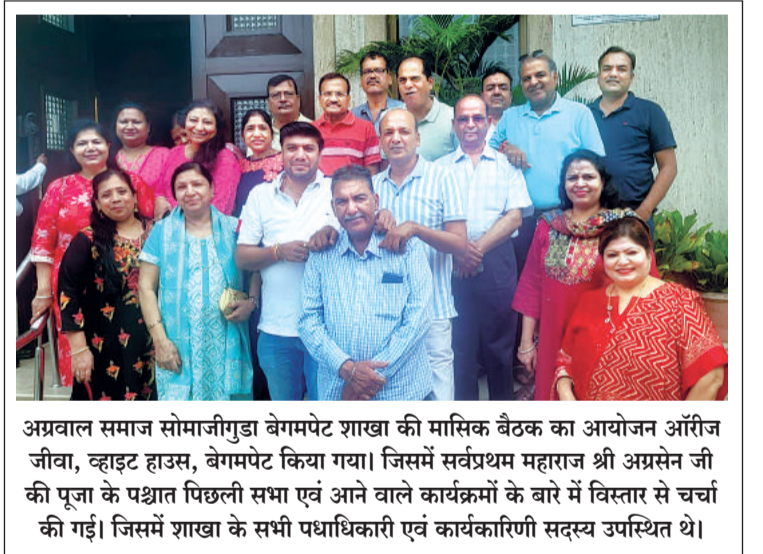 अग्रवाल समाज सोमाजीगुडा बेगमपेट शाखा की मासिक बैठक का आयोजन ऑरीज
जीवा, व्हाइट हाउस, बेगमपेट किया गया। जिसमें सर्वप्रथम महाराज श्री अग्रसेन जी
की पूजा के पश्चात पिछली सभा एवं आने वाले कार्यक्रमों के बारे में विस्तार से चर्चा
की गई। जिसमें शाखा के सभी पधाधिकारी एवं कार्यकारिणी सदस्य उपस्थित थे।